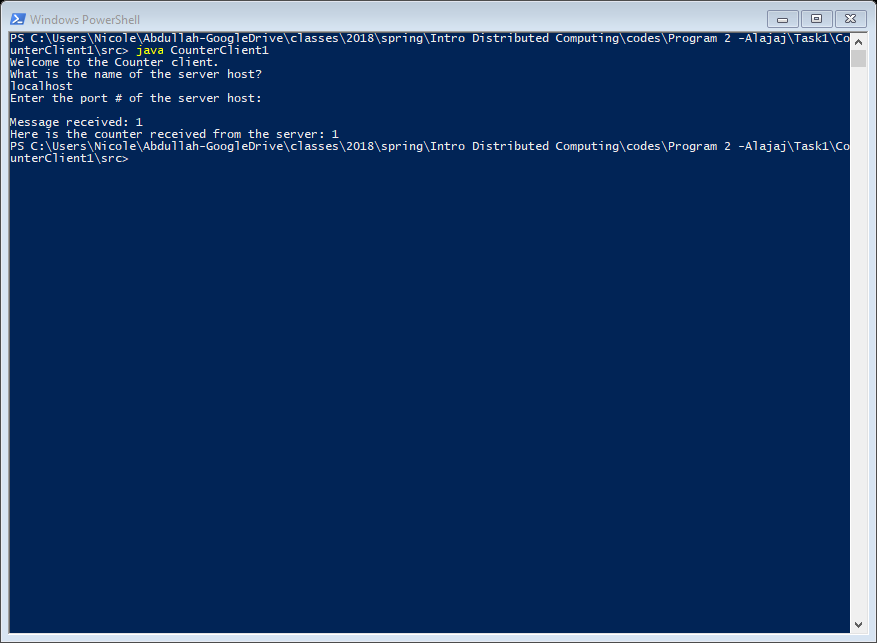 Windows PowerShell
PS C:\Users\Nicole\Abdullah-GoogleDrive\classes\2018\spring\Intro Distributed Computing\codes\Program 2 -Alajaj\Task1\Co
unterClient1\src> java CounterClient1
Welcome to the Counter client.
What is the name of the server host?
localhost
Enter the port # of the server host:
Message received: 1
Here is the counter received from the server: 1
PS C:\Users\Nicole\Abdullah-GoogleDrive\classes\2018\spring\Intro Distributed Computing\codes\Program 2 -Alajaj\Task1\Co
unterClient1\src>